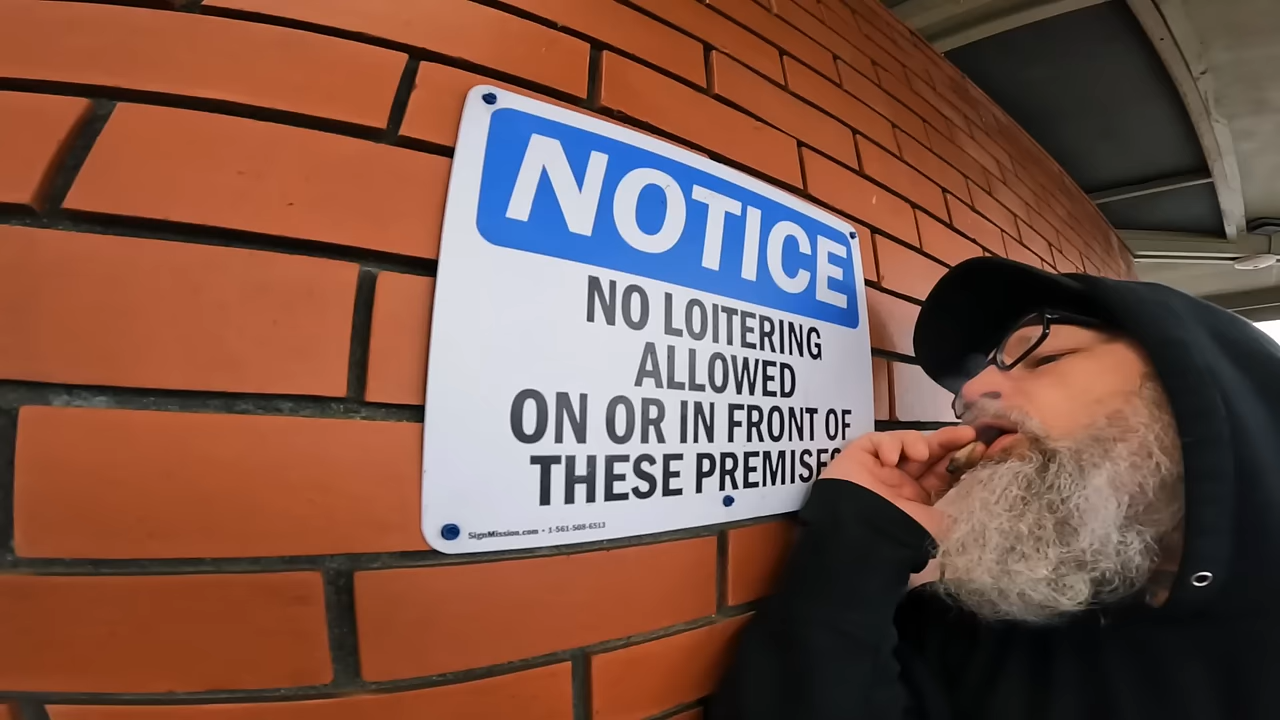 NOTICE
NO LOITERING
ALLOWED
ON OR IN FRONT OF
THESE PREMISES
SignMission.com • 1-561-508-6513